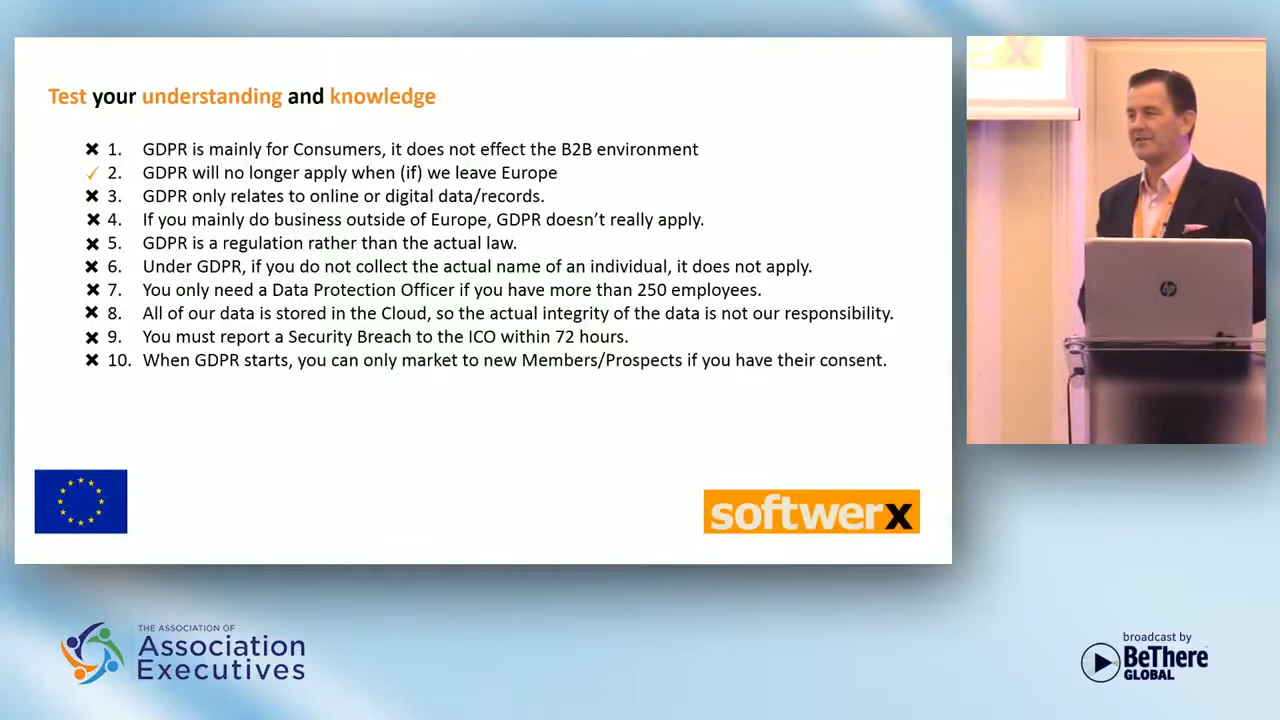 Test your understanding and knowledge
✖ 1. GDPR is mainly for Consumers, it does not effect the B2B environment
✓ 2. GDPR will no longer apply when (if) we leave Europe
✖ 3. GDPR only relates to online or digital data/records.
✖ 4. If you mainly do business outside of Europe, GDPR doesn't really apply.
✖ 5. GDPR is a regulation rather than the actual law.
✖ 6. Under GDPR, if you do not collect the actual name of an individual, it does not apply.
✖ 7. You only need a Data Protection Officer if you have more than 250 employees.
✖ 8. All of our data is stored in the Cloud, so the actual integrity of the data is not our responsibility.
✖ 9. You must report a Security Breach to the ICO within 72 hours.
✖ 10. When GDPR starts, you can only market to new Members/Prospects if you have their consent.
softwerx
hp
THE ASSOCIATION OF
Association
Executives
broadcast by
BeThere
GLOBAL